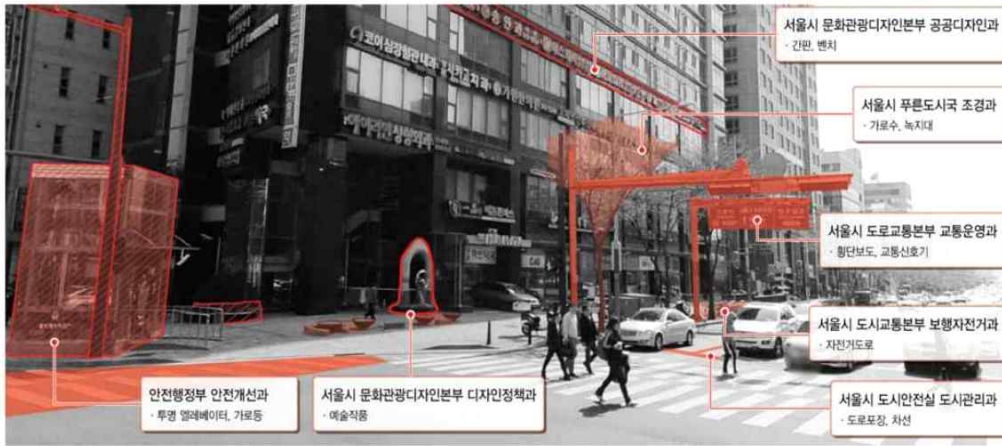 서울시 문화관광디자인본부 공공디자인과
· 간판, 벤치
서울시 푸른도시국 조경과
· 가로수, 녹지대
서울시 도로교통본부 교통운영과
· 횡단보도, 교통신호기
서울시 도시교통본부 보행자전거과
· 자전거도로
서울시 도시안전실 도시관리과
· 도로포장, 차선
안전행정부 안전개선과
· 투명 엘레베이터, 가로등
서울시 문화관광디자인본부 디자인정책과
· 예술작품